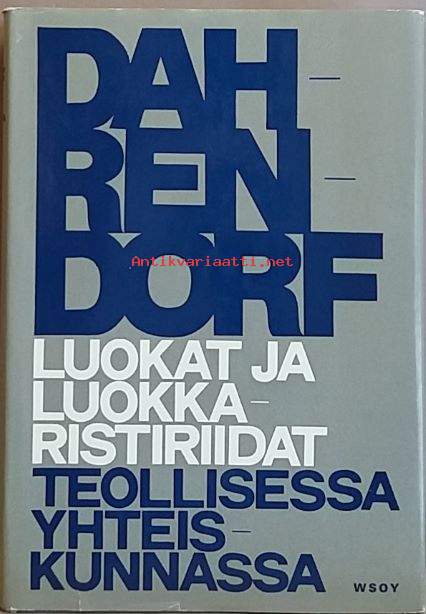 DAH-
REN-
DORF
Antikvariaatti.net
LUOKAT JA
LUOKKA-
RISTIRIIDAT
TEOLLISESSA
YHTEIS-
KUNNASSA
WSOY